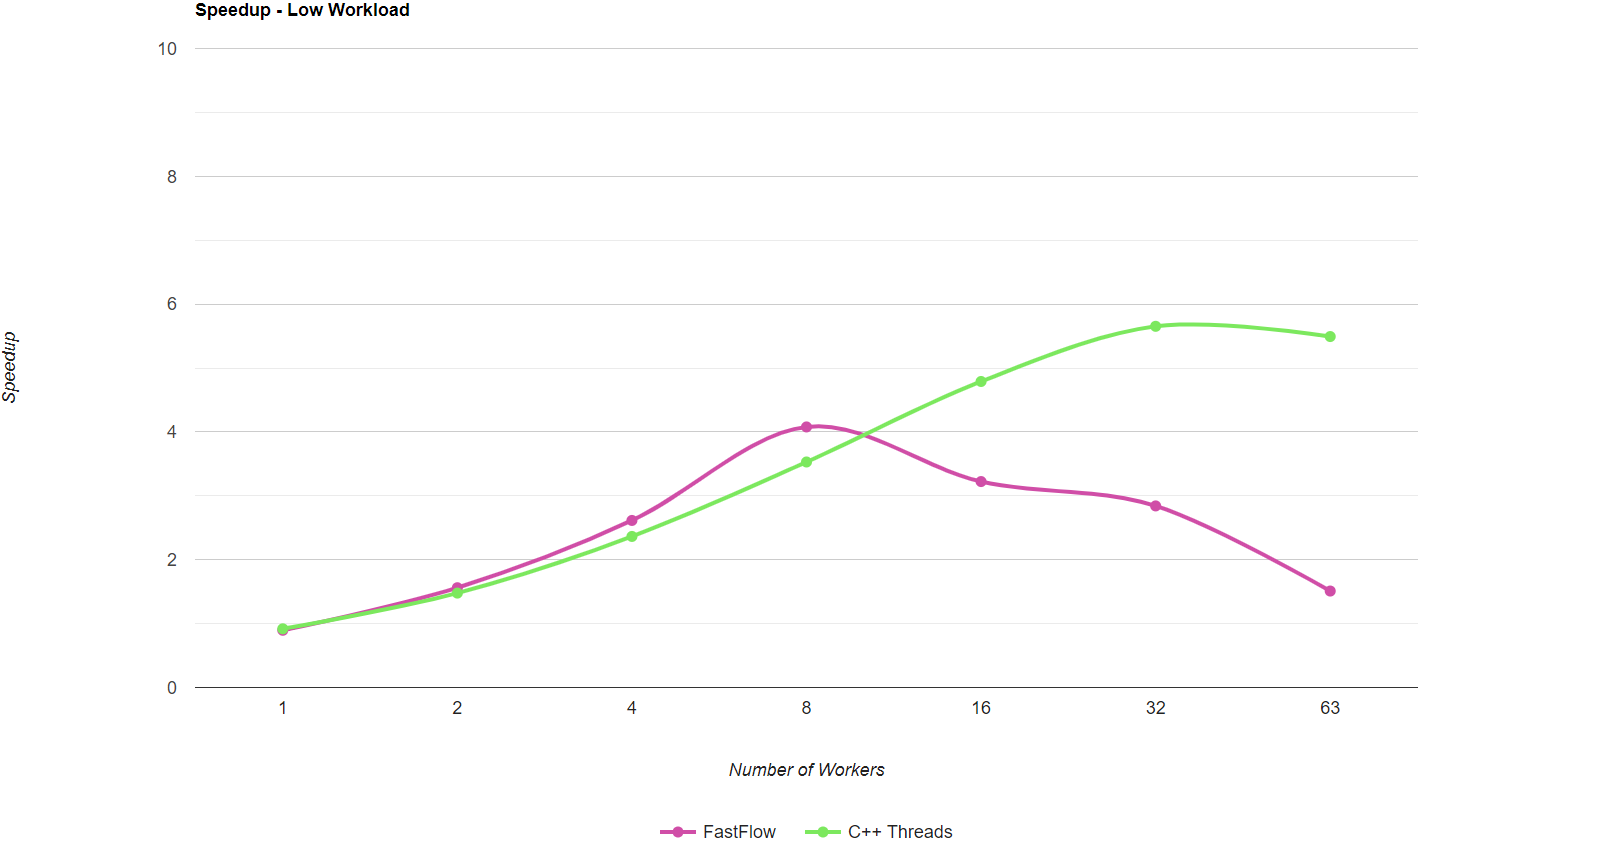 Speedup - Low Workload
10
8
6
4
2
0
Speedup
1 2 4 8 16 32 63
Number of Workers
FastFlow C++ Threads